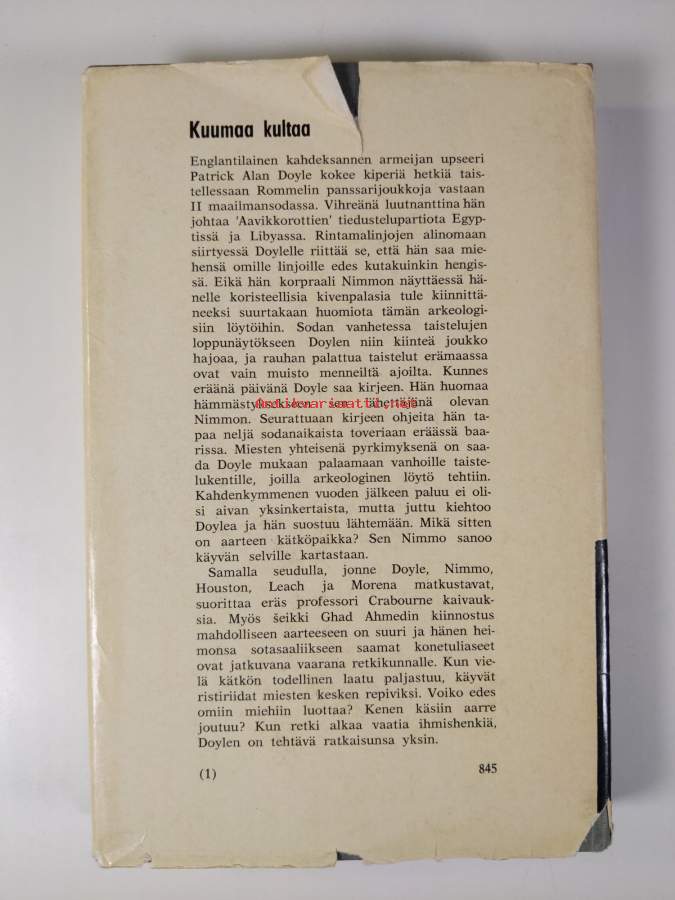 Kuumaa kultaa
Englantilainen kahdeksannen armeijan upseeri
Patrick Alan Doyle kokee kiperiä hetkiä tais-
tellessaan Rommelin panssarijoukkoja vastaan
II maailmansodassa. Vihreänä luutnanttina hän
johtaa 'Aavikkorottien' tiedustelupartiota Egyp-
tissä ja Libyassa. Rintamalinjojen alinomaan
siirtyessä Doylelle riittää se, että hän saa mie-
hensä omille linjoille edes kutakuinkin hengis-
sä. Eikä hän korpraali Nimmon näyttäessä hä-
nelle koristeellisia kivenpalasia tule kiinnittä-
neeksi suurtakaan huomiota tämän arkeologi-
siin löytöihin. Sodan vanhetessa taistelujen
loppunäytökseen Doylen niin kiinteä joukko
hajoaa, ja rauhan palattua taistelut erämaassa
ovat vain muisto menneiltä ajoilta. Kunnes
eräänä päivänä Doyle saa kirjeen. Hän huomaa
hämmästyksekseen sen lähettäjänä olevan
Antikvariaatti.net
Nimmon. Seurattuaan kirjeen ohjeita hän ta-
paa neljä sodanaikaista toveriaan eräässä baa-
rissa. Miesten yhteisenä pyrkimyksenä on saa-
da Doyle mukaan palaamaan vanhoille taiste-
lukentille, joilla arkeologinen löytö tehtiin.
Kahdenkymmenen vuoden jälkeen paluu ei oli-
si aivan yksinkertaista, mutta juttu kiehtoo
Doylea ja hän suostuu lähtemään. Mikä sitten
on aarteen kätköpaikka? Sen Nimmo sanoo
käyvän selville kartastaan.
Samalla seudulla, jonne Doyle, Nimmo,
Houston, Leach ja Morena matkustavat,
suorittaa eräs professori Crabourne kaivauk-
sia. Myös šeikki Ghad Ahmedin kiinnostus
mahdolliseen aarteeseen on suuri ja hänen hei-
monsa sotasaaliikseen saamat konetuliaseet
ovat jatkuvana vaarana retkikunnalle. Kun vie-
lä kätkön todellinen laatu paljastuu, käyvät
ristiriidat miesten kesken repiviksi. Voiko edes
omiin miehiin luottaa? Kenen käsiin aarre
joutuu? Kun retki alkaa vaatia ihmishenkiä,
Doylen on tehtävä ratkaisunsa yksin.
(1) 845